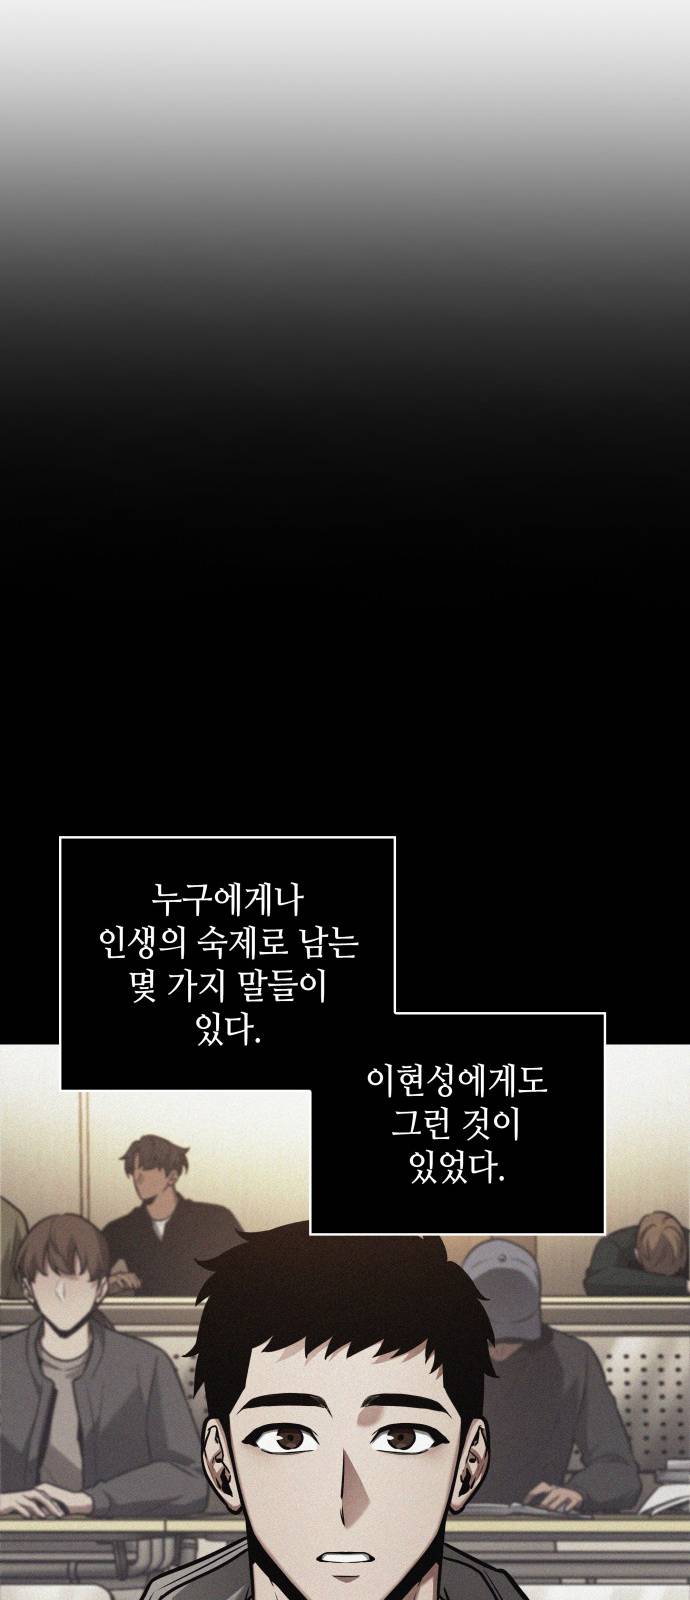 누구에게나
인생의 숙제로 남는
몇 가지 말들이
있다.
이현성에게도
그런 것이
있었다.